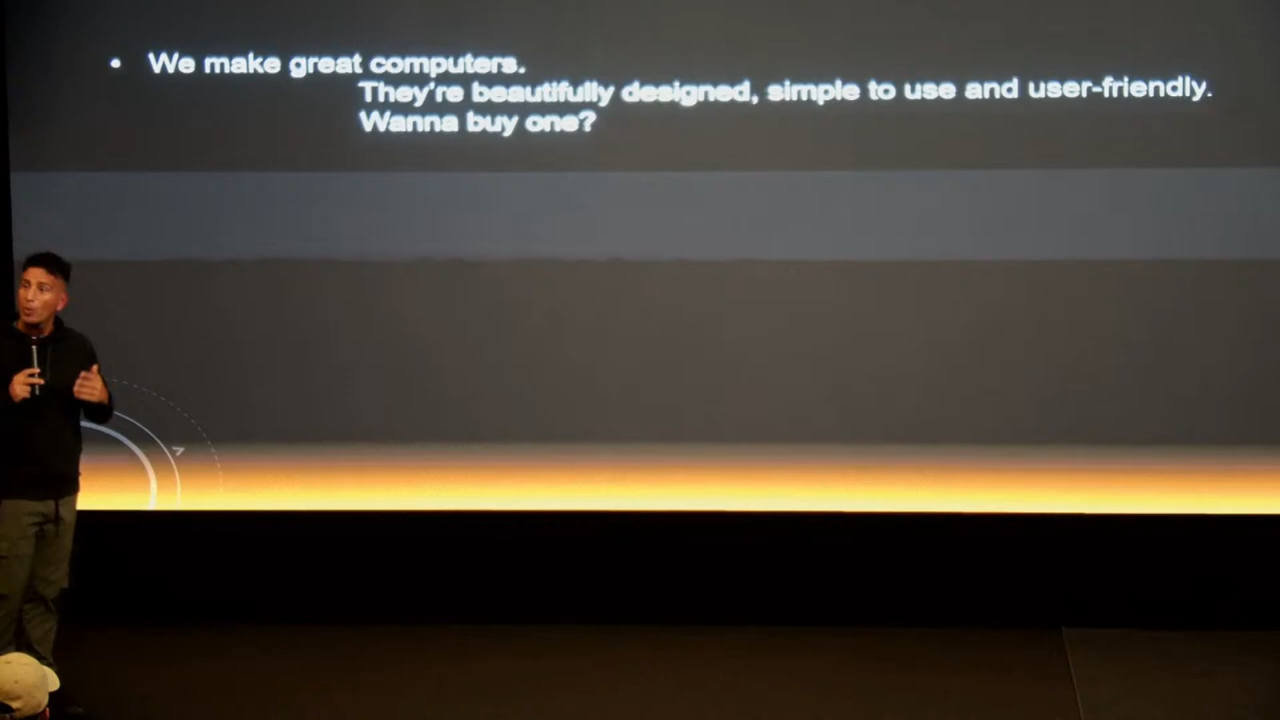 • We make great computers.
They're beautifully designed, simple to use and user-friendly.
Wanna buy one?